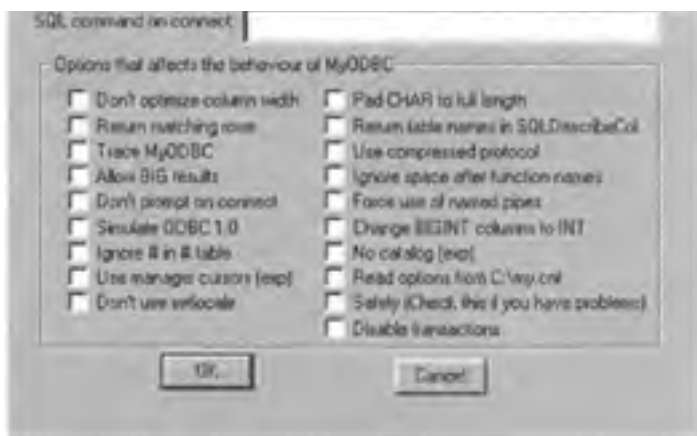 SQL command on connect
Options that affects the behaviour of MyODBC
Don't optimize column width
Return matching rows
Trace MyODBC
Allow BIG results
Don't prompt on connect
Simulate ODBC 1.0
Ignore # in #.table
Use manager cursors (exp)
Don't use setlocale
Pad CHAR to full length
Return table names in SQLDescribeCol
Use compressed protocol
Ignore space after function names
Force use of named pipes
Change BIGINT columns to INT
No catalog (exp)
Read options from C:\my.cnf
Safety (Check this if you have problems)
Disable transactions
OK
Cancel